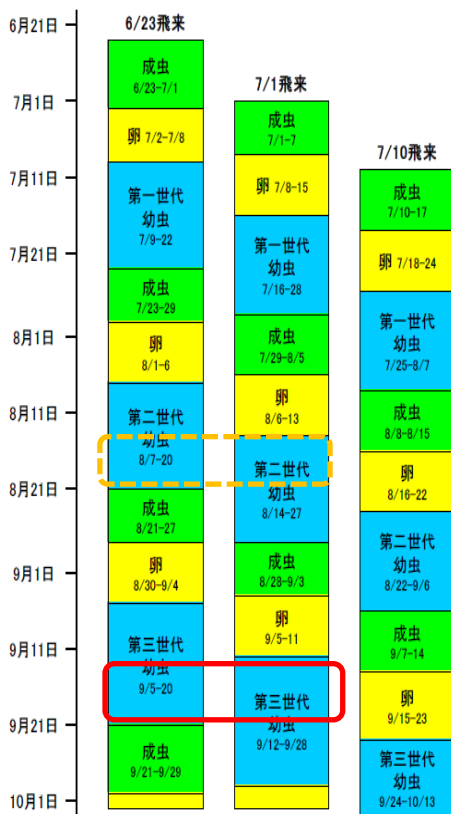 6月21日
7月1日
7月11日
7月21日
8月1日
8月11日
8月21日
9月1日
9月11日
9月21日
10月1日
6/23飛来
成虫
6/23-7/1
卵 7/2-7/8
第一世代
幼虫
7/9-22
成虫
7/23-29
卵
8/1-6
第二世代
幼虫
8/7-20
成虫
8/21-27
卵
8/30-9/4
第三世代
幼虫
9/5-20
成虫
9/21-9/29
7/1飛来
成虫
7/1-7
卵 7/8-15
第一世代
幼虫
7/16-28
成虫
7/29-8/5
卵
8/6-13
第二世代
幼虫
8/14-27
成虫
8/28-9/3
卵
9/5-11
第三世代
幼虫
9/12-9/28
7/10飛来
成虫
7/10-17
卵 7/18-24
第一世代
幼虫
7/25-8/7
成虫
8/8-8/15
卵
8/16-22
第二世代
幼虫
8/22-9/6
成虫
9/7-14
卵
9/15-23
第三世代
幼虫
9/24-10/13